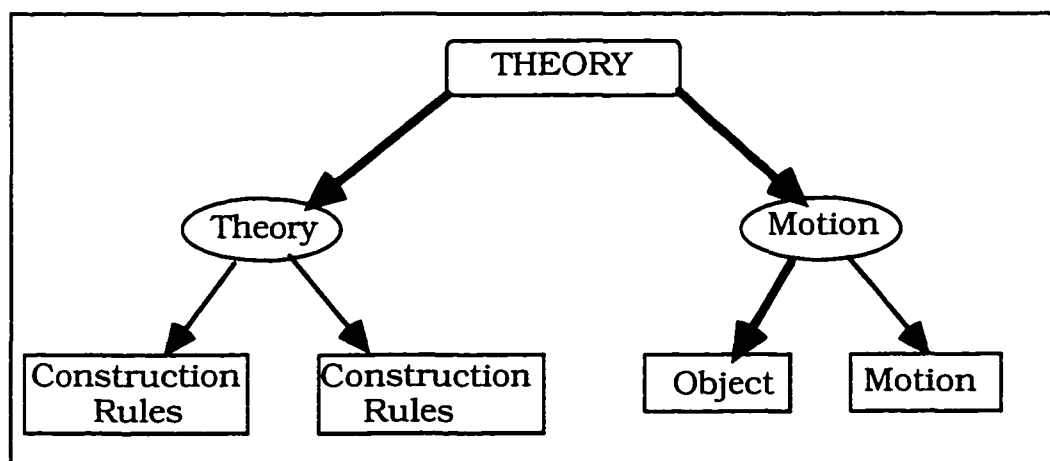 THEORY
Theory
Motion
Construction
Rules
Construction
Rules
Object
Motion